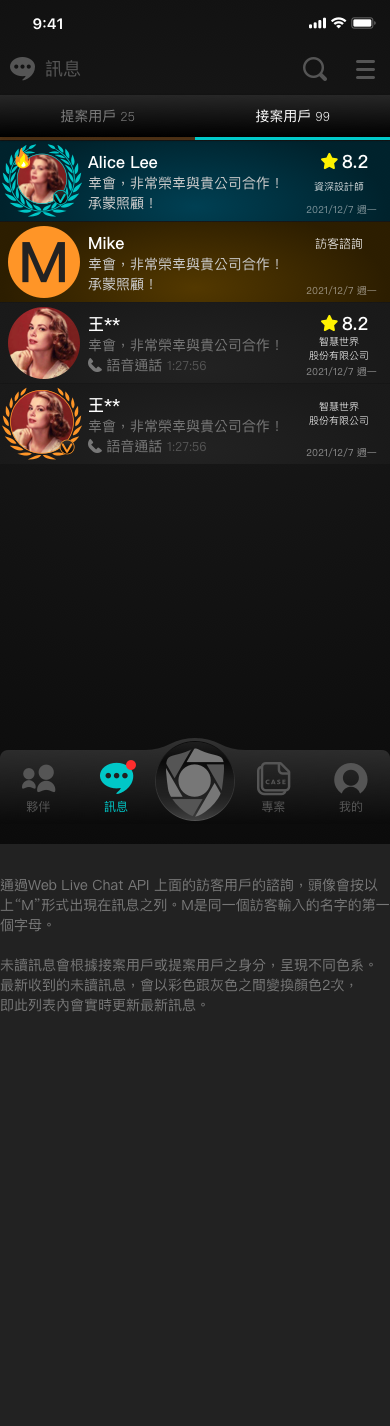 9:41
訊息
提案用戶 25
接案用戶 99
Alice Lee
8.2
幸會，非常榮幸與貴公司合作！
資深設計師
承蒙照顧！
2021/12/7 週一
M
Mike
訪客諮詢
幸會，非常榮幸與貴公司合作！
承蒙照顧！
2021/12/7 週一
王**
8.2
幸會，非常榮幸與貴公司合作！
智慧世界
股份有限公司
語音通話 1:27:56
2021/12/7 週一
王**
智慧世界
幸會，非常榮幸與貴公司合作！
股份有限公司
語音通話 1:27:56
2021/12/7 週一
CASE
夥伴
訊息
專案
我的
通過Web Live Chat API 上面的訪客用戶的諮詢，頭像會按以
上“M”形式出現在訊息之列。M是同一個訪客輸入的名字的第一
個字母。
未讀訊息會根據接案用戶或提案用戶之身分，呈現不同色系。
最新收到的未讀訊息，會以彩色跟灰色之間變換顏色2次，
即此列表內會實時更新最新訊息。